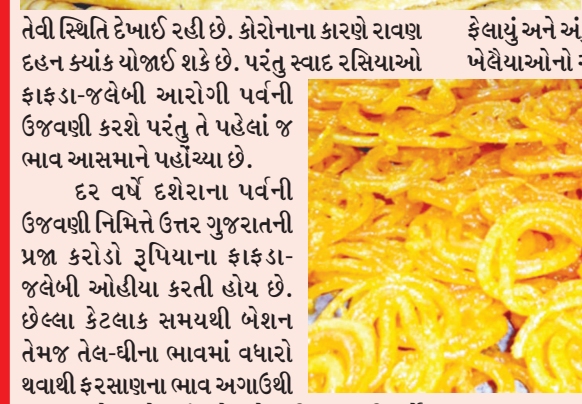 તેવી સ્થિતિ દેખાઈ રહી છે. કોરોનાના કારણે રાવણ
દહન ક્યાંક યોજાઈ શકે છે. પરંતુ સ્વાદ રસિયાઓ
ફાફડા-જલેબી આરોગી પર્વની
ઉજવણી કરશે પરંતુ તે પહેલાં જ
ભાવ આસમાને પહોંચ્યા છે.
દર વર્ષે દશેરાના પર્વની
ઉજવણી નિમિત્તે ઉત્તર ગુજરાતની
પ્રજા કરોડો રૂપિયાના ફાફડા-
જલેબી ઓહીયા કરતી હોય છે.
છેલ્લા કેટલાક સમયથી બેશન
તેમજ તેલ-ઘીના ભાવમાં વધારો
થવાથી ફરસાણના ભાવ અગાઉથી
ફેલાયું અને
ખેલૈયાઓનો